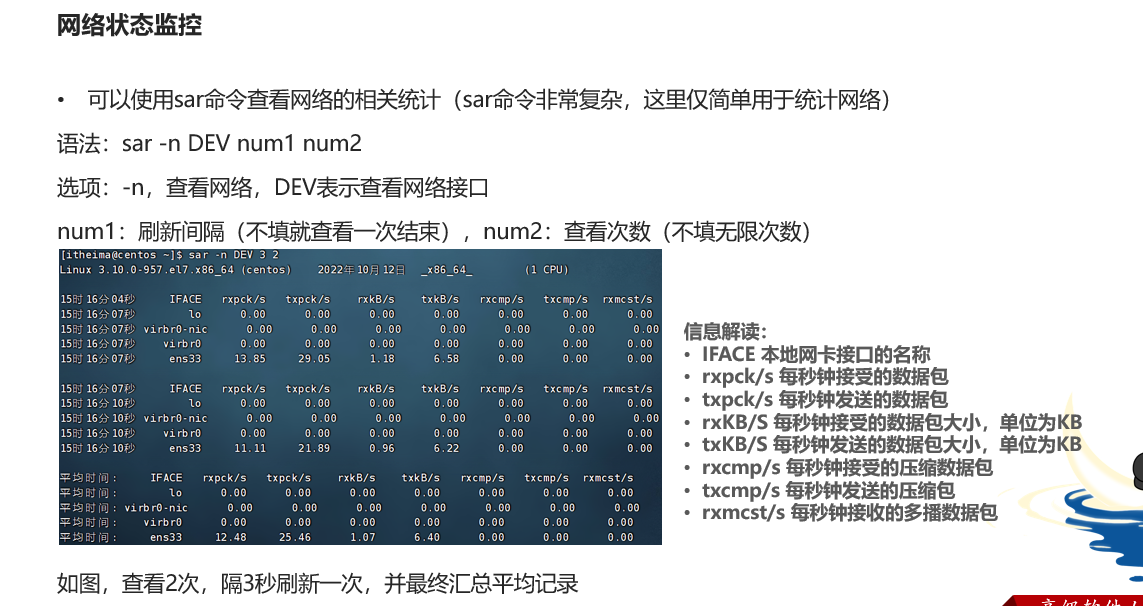 网络状态监控
• 可以使用sar命令查看网络的相关统计（sar命令非常复杂，这里仅简单用于统计网络）
语法：sar -n DEV num1 num2
选项：-n，查看网络，DEV表示查看网络接口
num1：刷新间隔（不填就查看一次结束），num2：查看次数（不填无限次数）
[itheima@centos ~]$ sar -n DEV 3 2
Linux 3.10.0-957.el7.x86_64 (centos) 2022年10月12日 _x86_64_ (1 CPU)
15时16分04秒 IFACE rxpck/s txpck/s rxkB/s txkB/s rxcmp/s txcmp/s rxmcst/s
15时16分07秒 lo 0.00 0.00 0.00 0.00 0.00 0.00 0.00
15时16分07秒 virbr0-nic 0.00 0.00 0.00 0.00 0.00 0.00 0.00
15时16分07秒 virbr0 0.00 0.00 0.00 0.00 0.00 0.00 0.00
15时16分07秒 ens33 13.85 29.05 1.18 6.58 0.00 0.00 0.00
15时16分07秒 IFACE rxpck/s txpck/s rxkB/s txkB/s rxcmp/s txcmp/s rxmcst/s
15时16分10秒 lo 0.00 0.00 0.00 0.00 0.00 0.00 0.00
15时16分10秒 virbr0-nic 0.00 0.00 0.00 0.00 0.00 0.00 0.00
15时16分10秒 virbr0 0.00 0.00 0.00 0.00 0.00 0.00 0.00
15时16分10秒 ens33 11.11 21.89 0.96 6.22 0.00 0.00 0.00
平均时间： IFACE rxpck/s txpck/s rxkB/s txkB/s rxcmp/s txcmp/s rxmcst/s
平均时间： lo 0.00 0.00 0.00 0.00 0.00 0.00 0.00
平均时间： virbr0-nic 0.00 0.00 0.00 0.00 0.00 0.00 0.00
平均时间： virbr0 0.00 0.00 0.00 0.00 0.00 0.00 0.00
平均时间： ens33 12.48 25.46 1.07 6.40 0.00 0.00 0.00
信息解读：
• IFACE 本地网卡接口的名称
• rxpck/s 每秒钟接受的数据包
• txpck/s 每秒钟发送的数据包
• rxKB/S 每秒钟接受的数据包大小，单位为KB
• txKB/S 每秒钟发送的数据包大小，单位为KB
• rxcmp/s 每秒钟接受的压缩数据包
• txcmp/s 每秒钟发送的压缩包
• rxmcst/s 每秒钟接收的多播数据包
如图，查看2次，隔3秒刷新一次，并最终汇总平均记录